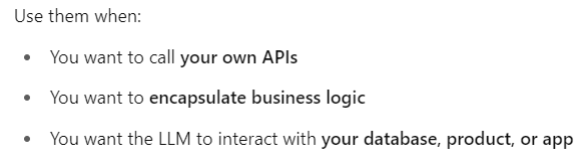 Use them when:
• You want to call your own APIs
• You want to encapsulate business logic
• You want the LLM to interact with your database, product, or app